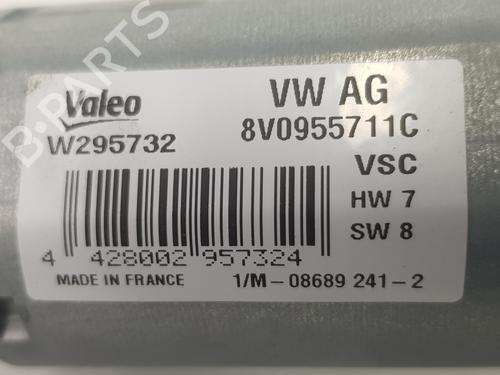 Valeo
VW AG
W295732
8V0955711C
VSC
HW 7
SW 8
4 428002 957324
MADE IN FRANCE
1/M-08689 241-2
B-PARTS